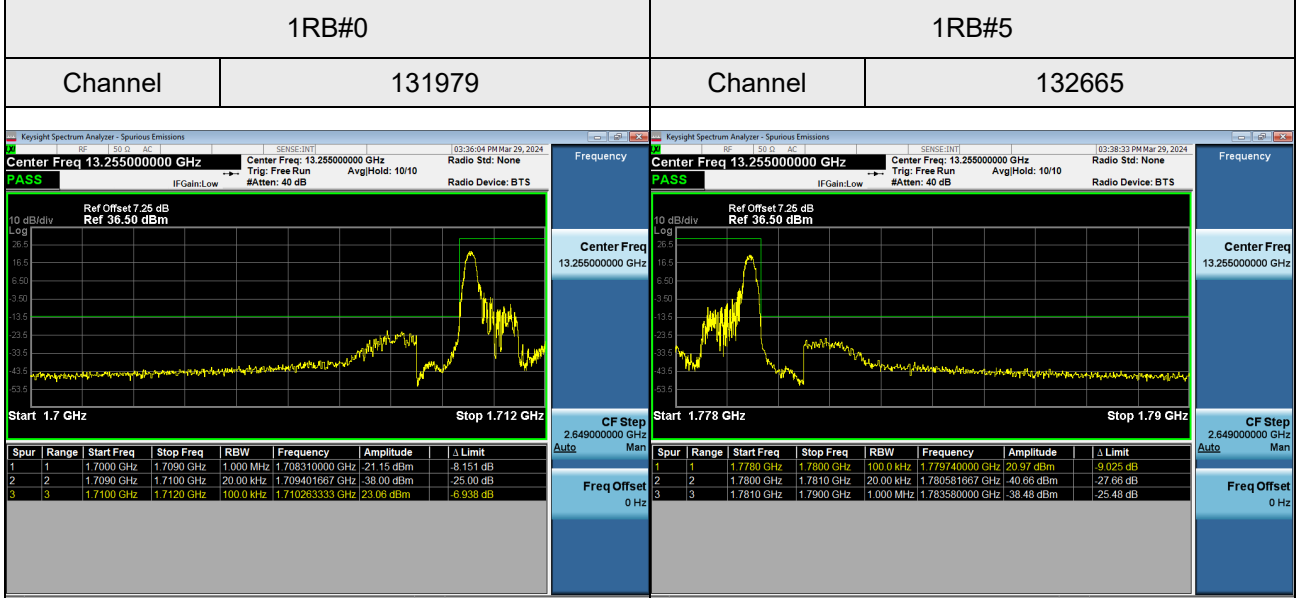 1RB#0 1RB#5
Channel 131979 Channel 132665
Keysight Spectrum Analyzer - Spurious Emissions
RF 50 Ω AC SENSE:INT 03:36:04 PM Mar 29, 2024
Center Freq 13.255000000 GHz Center Freq: 13.255000000 GHz Radio Std: None Frequency
Trig: Free Run Avg|Hold: 10/10
PASS IFGain:Low #Atten: 40 dB Radio Device: BTS
Ref Offset 7.25 dB
10 dB/div Ref 36.50 dBm
Log
26.5
16.5
6.50
-3.50
-13.5
-23.5
-33.5
-43.5
-53.5
Start 1.7 GHz Stop 1.712 GHz
Center Freq
13.255000000 GHz
CF Step
2.649000000 GHz
Auto Man
Freq Offset
0 Hz
Spur Range Start Freq Stop Freq RBW Frequency Amplitude Δ Limit
1 1 1.7000 GHz 1.7090 GHz 1.000 MHz 1.708310000 GHz -21.15 dBm -8.151 dB
2 2 1.7090 GHz 1.7100 GHz 20.00 kHz 1.709401667 GHz -38.00 dBm -25.00 dB
3 3 1.7100 GHz 1.7120 GHz 100.0 kHz 1.710263333 GHz 23.06 dBm -6.938 dB
Keysight Spectrum Analyzer - Spurious Emissions
RF 50 Ω AC SENSE:INT 03:38:33 PM Mar 29, 2024
Center Freq 13.255000000 GHz Center Freq: 13.255000000 GHz Radio Std: None Frequency
Trig: Free Run Avg|Hold: 10/10
PASS IFGain:Low #Atten: 40 dB Radio Device: BTS
Ref Offset 7.25 dB
10 dB/div Ref 36.50 dBm
Log
26.5
16.5
6.50
-3.50
-13.5
-23.5
-33.5
-43.5
-53.5
Start 1.778 GHz Stop 1.79 GHz
Center Freq
13.255000000 GHz
CF Step
2.649000000 GHz
Auto Man
Freq Offset
0 Hz
Spur Range Start Freq Stop Freq RBW Frequency Amplitude Δ Limit
1 1 1.7780 GHz 1.7800 GHz 100.0 kHz 1.779740000 GHz 20.97 dBm -9.025 dB
2 2 1.7800 GHz 1.7810 GHz 20.00 kHz 1.780581667 GHz -40.66 dBm -27.66 dB
3 3 1.7810 GHz 1.7900 GHz 1.000 MHz 1.783580000 GHz -38.48 dBm -25.48 dB